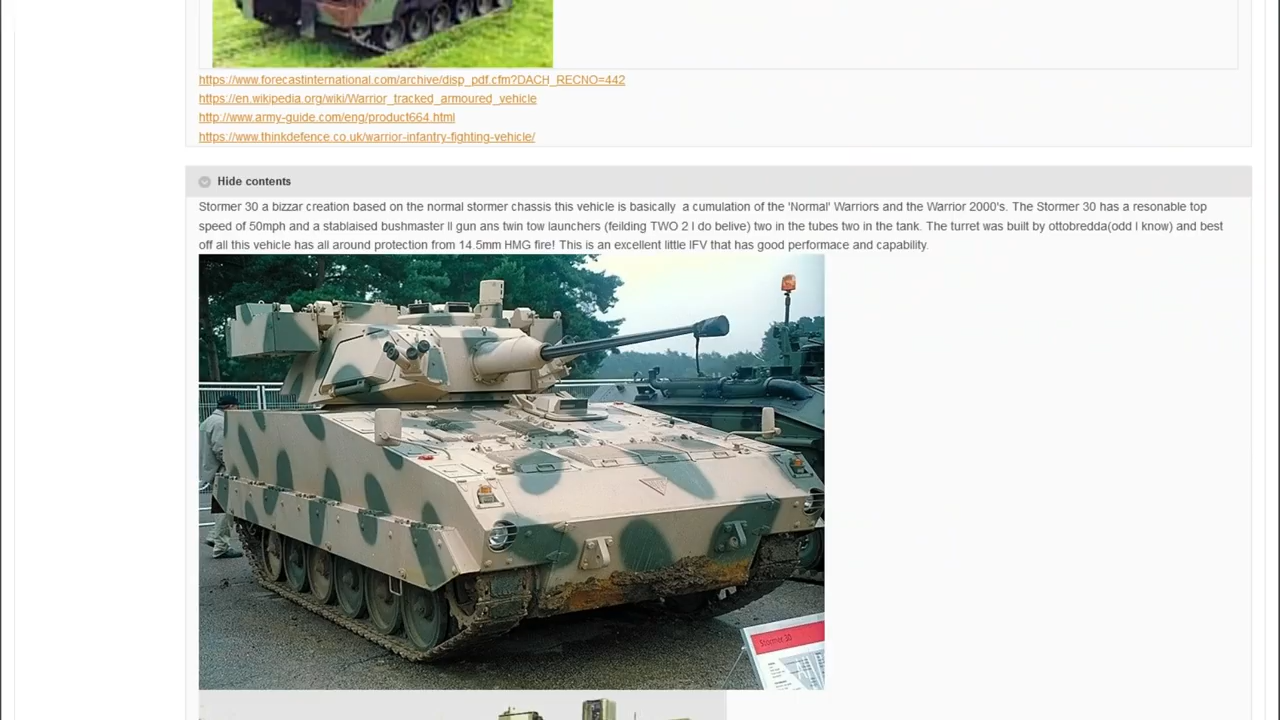 https://www.forecastinternational.com/archive/disp_pdf.cfm?DACH_RECNO=442
https://en.wikipedia.org/wiki/Warrior_tracked_armoured_vehicle
http://www.army-guide.com/eng/product664.html
https://www.thinkdefence.co.uk/warrior-infantry-fighting-vehicle/
Hide contents
Stormer 30 a bizzar creation based on the normal stormer chassis this vehicle is basically  a cumulation of the 'Normal' Warriors and the Warrior 2000's. The Stormer 30 has a resonable top
speed of 50mph and a stablaised bushmaster II gun ans twin tow launchers (feilding TWO 2 I do belive) two in the tubes two in the tank. The turret was built by ottobredda(odd I know) and best
off all this vehicle has all around protection from 14.5mm HMG fire! This is an excellent little IFV that has good performace and capability.
Stormer 30